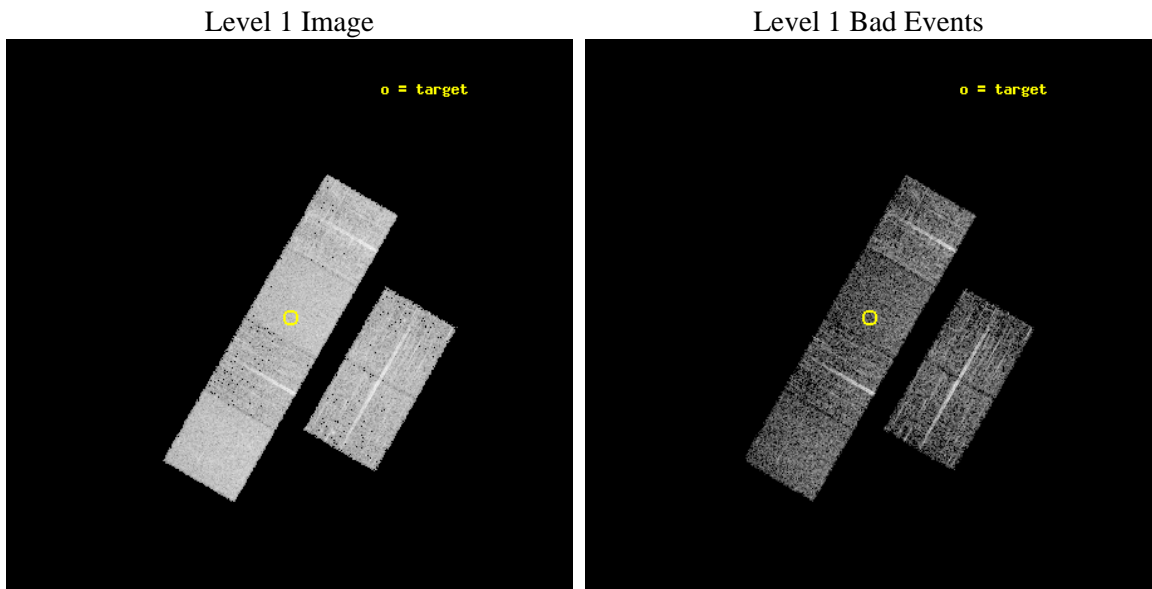 Level 1 Image
Level 1 Bad Events
o = target
o = target